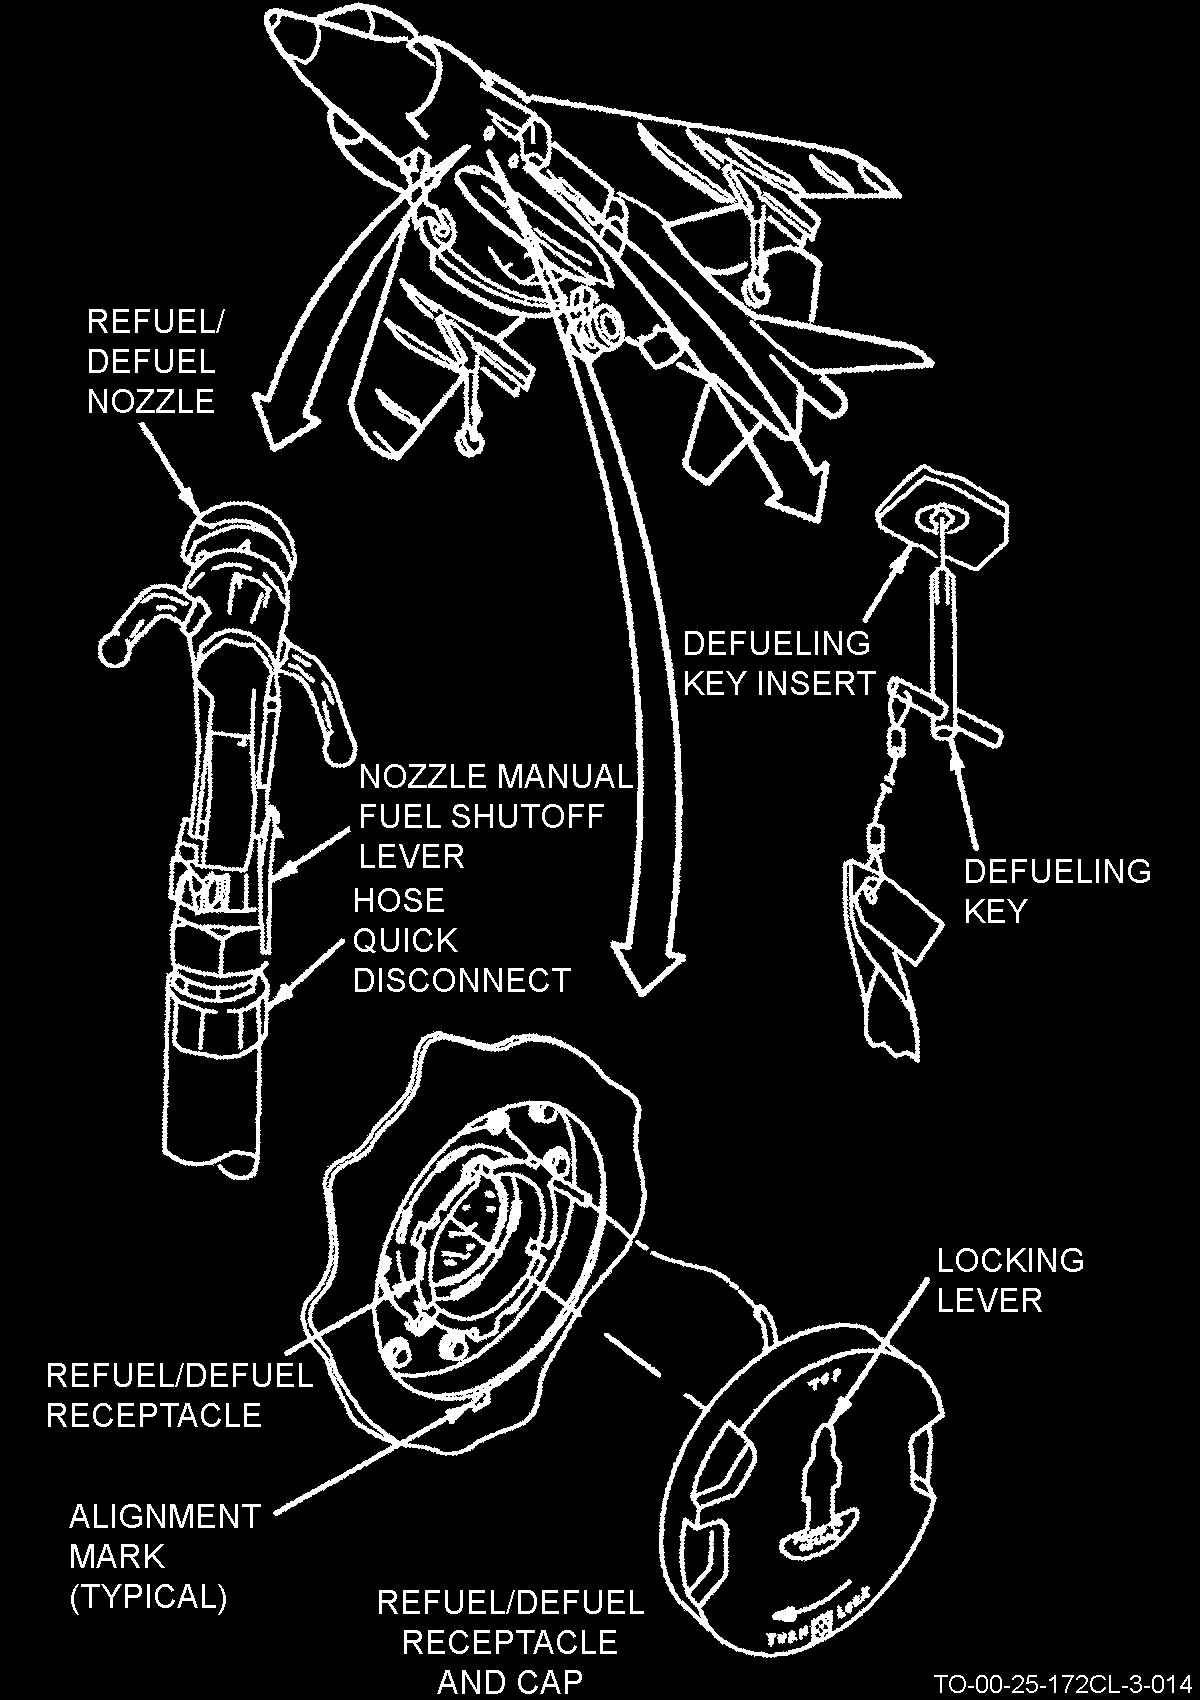 REFUEL/
DEFUEL
NOZZLE
DEFUELING
KEY INSERT
NOZZLE MANUAL
FUEL SHUTOFF
LEVER
DEFUELING
KEY
HOSE
QUICK
DISCONNECT
LOCKING
LEVER
REFUEL/DEFUEL
RECEPTACLE
TOP
ALIGNMENT
MARK
(TYPICAL)
TURN LOCK
REFUEL/DEFUEL
RECEPTACLE
AND CAP
TO-00-25-172CL-3-014